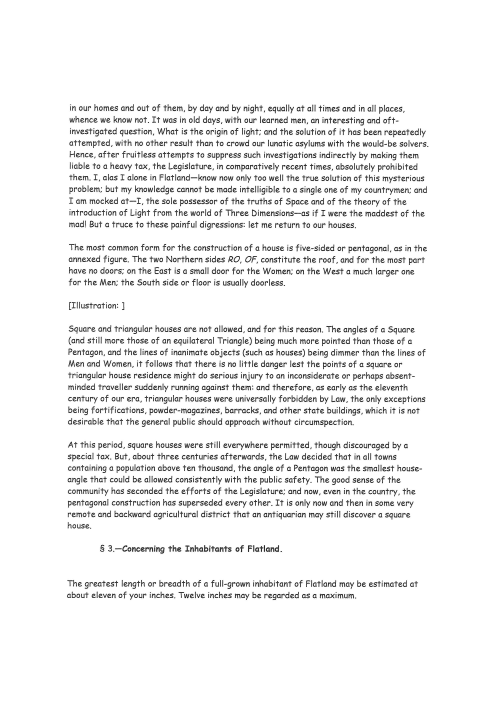 in our homes and out of them, by day and by night, equally at all times and in all places,
whence we know not. It was in old days, with our learned men, an interesting and oft-
investigated question, What is the origin of light; and the solution of it has been repeatedly
attempted, with no other result than to crowd our lunatic asylums with the would-be solvers.
Hence, after fruitless attempts to suppress such investigations indirectly by making them
liable to a heavy tax, the Legislature, in comparatively recent times, absolutely prohibited
them. I, alas I alone in Flatland—know now only too well the true solution of this mysterious
problem; but my knowledge cannot be made intelligible to a single one of my countrymen; and
I am mocked at—I, the sole possessor of the truths of Space and of the theory of the
introduction of Light from the world of Three Dimensions—as if I were the maddest of the
mad! But a truce to these painful digressions: let me return to our houses.
The most common form for the construction of a house is five-sided or pentagonal, as in the
annexed figure. The two Northern sides RO, OF, constitute the roof, and for the most part
have no doors; on the East is a small door for the Women; on the West a much larger one
for the Men; the South side or floor is usually doorless.
[Illustration: ]
Square and triangular houses are not allowed, and for this reason. The angles of a Square
(and still more those of an equilateral Triangle) being much more pointed than those of a
Pentagon, and the lines of inanimate objects (such as houses) being dimmer than the lines of
Men and Women, it follows that there is no little danger lest the points of a square or
triangular house residence might do serious injury to an inconsiderate or perhaps absent-
minded traveller suddenly running against them: and therefore, as early as the eleventh
century of our era, triangular houses were universally forbidden by Law, the only exceptions
being fortifications, powder-magazines, barracks, and other state buildings, which it is not
desirable that the general public should approach without circumspection.
At this period, square houses were still everywhere permitted, though discouraged by a
special tax. But, about three centuries afterwards, the Law decided that in all towns
containing a population above ten thousand, the angle of a Pentagon was the smallest house-
angle that could be allowed consistently with the public safety. The good sense of the
community has seconded the efforts of the Legislature; and now, even in the country, the
pentagonal construction has superseded every other. It is only now and then in some very
remote and backward agricultural district that an antiquarian may still discover a square
house.
§ 3.—Concerning the Inhabitants of Flatland.
The greatest length or breadth of a full-grown inhabitant of Flatland may be estimated at
about eleven of your inches. Twelve inches may be regarded as a maximum.